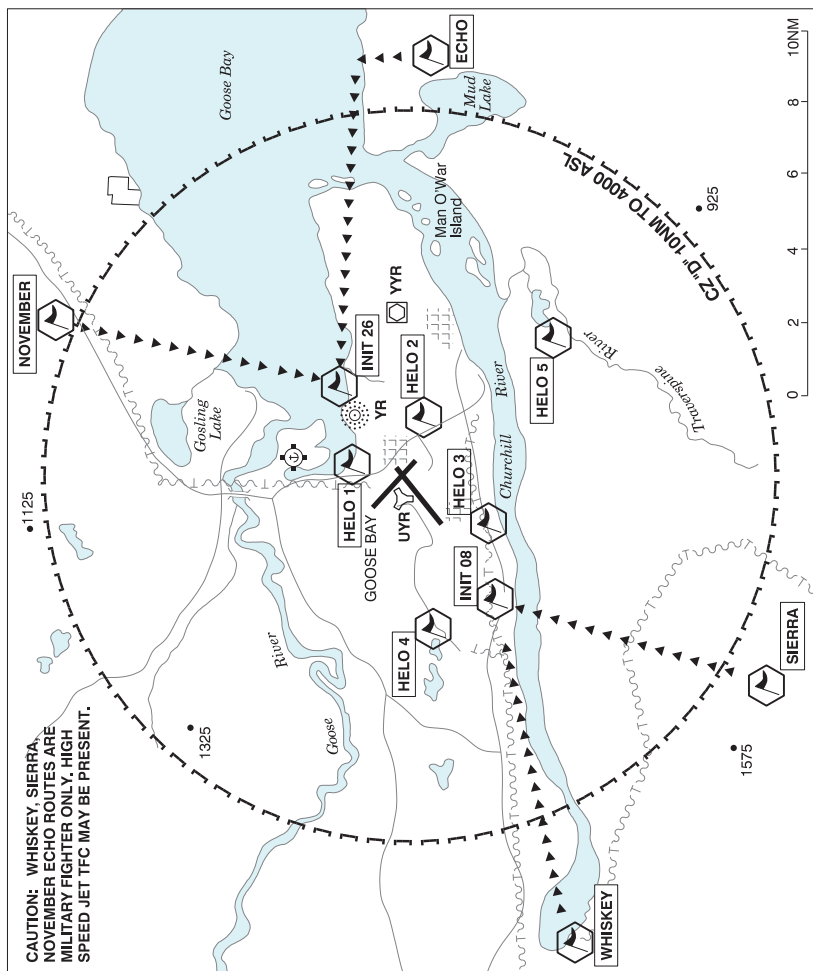 CAUTION: WHISKEY, SIERRA,
NOVEMBER ECHO ROUTES ARE
MILITARY FIGHTER ONLY. HIGH
SPEED JET TFC MAY BE PRESENT.
1125
NOVEMBER
Goose Bay
1325
Gosling
Lake
River
Goose
HELO 1
GOOSE BAY
INIT 26
YR
YYR
UYR
HELO 2
ECHO
Mud
Lake
Man O'War
Island
HELO 4
HELO 3
INIT 08
Churchill
River
HELO 5
Traverspine
River
CZ "D" 10NM TO 4000 ASL
925
WHISKEY
1575
SIERRA
0
2
4
6
8
10NM